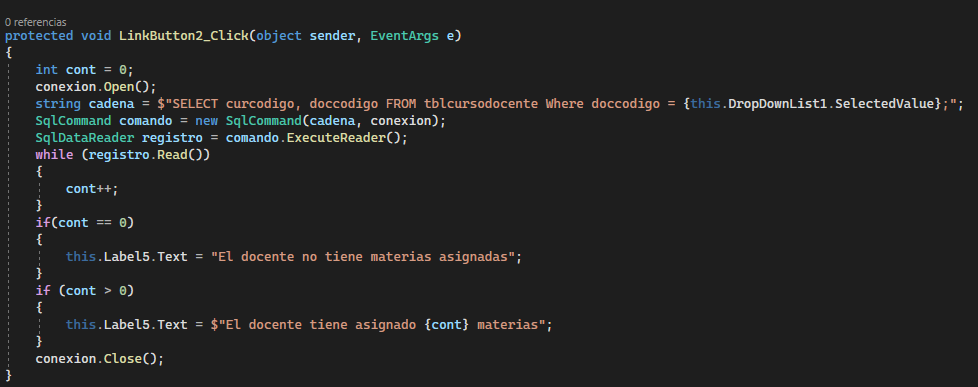 0 referencias
protected void LinkButton2_Click(object sender, EventArgs e)
{
    int cont = 0;
    conexion.Open();
    string cadena = $"SELECT curcodigo, doccodigo FROM tblcursodocente Where doccodigo = {this.DropDownList1.SelectedValue};";
    SqlCommand comando = new SqlCommand(cadena, conexion);
    SqlDataReader registro = comando.ExecuteReader();
    while (registro.Read())
    {
        cont++;
    }
    if(cont == 0)
    {
        this.Label5.Text = "El docente no tiene materias asignadas";
    }
    if (cont > 0)
    {
        this.Label5.Text = $"El docente tiene asignado {cont} materias";
    }
    conexion.Close();
}